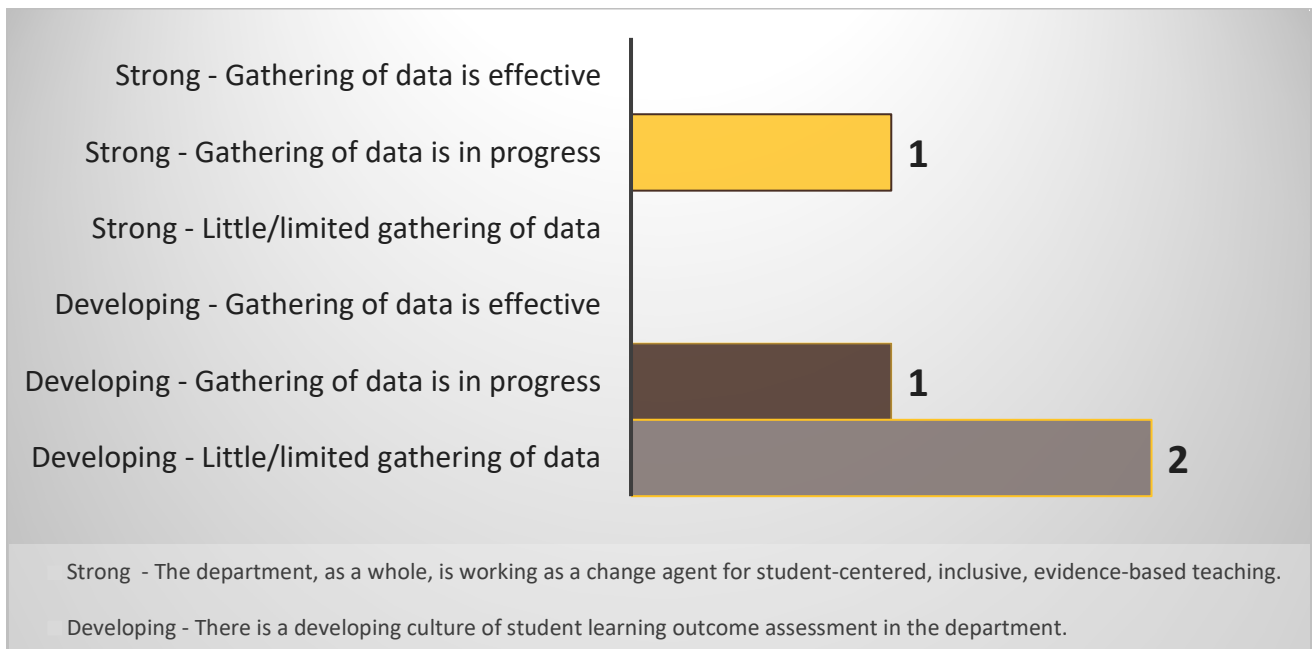 Strong - Gathering of data is effective
Strong - Gathering of data is in progress
1
Strong - Little/limited gathering of data
Developing - Gathering of data is effective
Developing - Gathering of data is in progress
1
Developing - Little/limited gathering of data
2
Strong - The department, as a whole, is working as a change agent for student-centered, inclusive, evidence-based teaching.
Developing - There is a developing culture of student learning outcome assessment in the department.